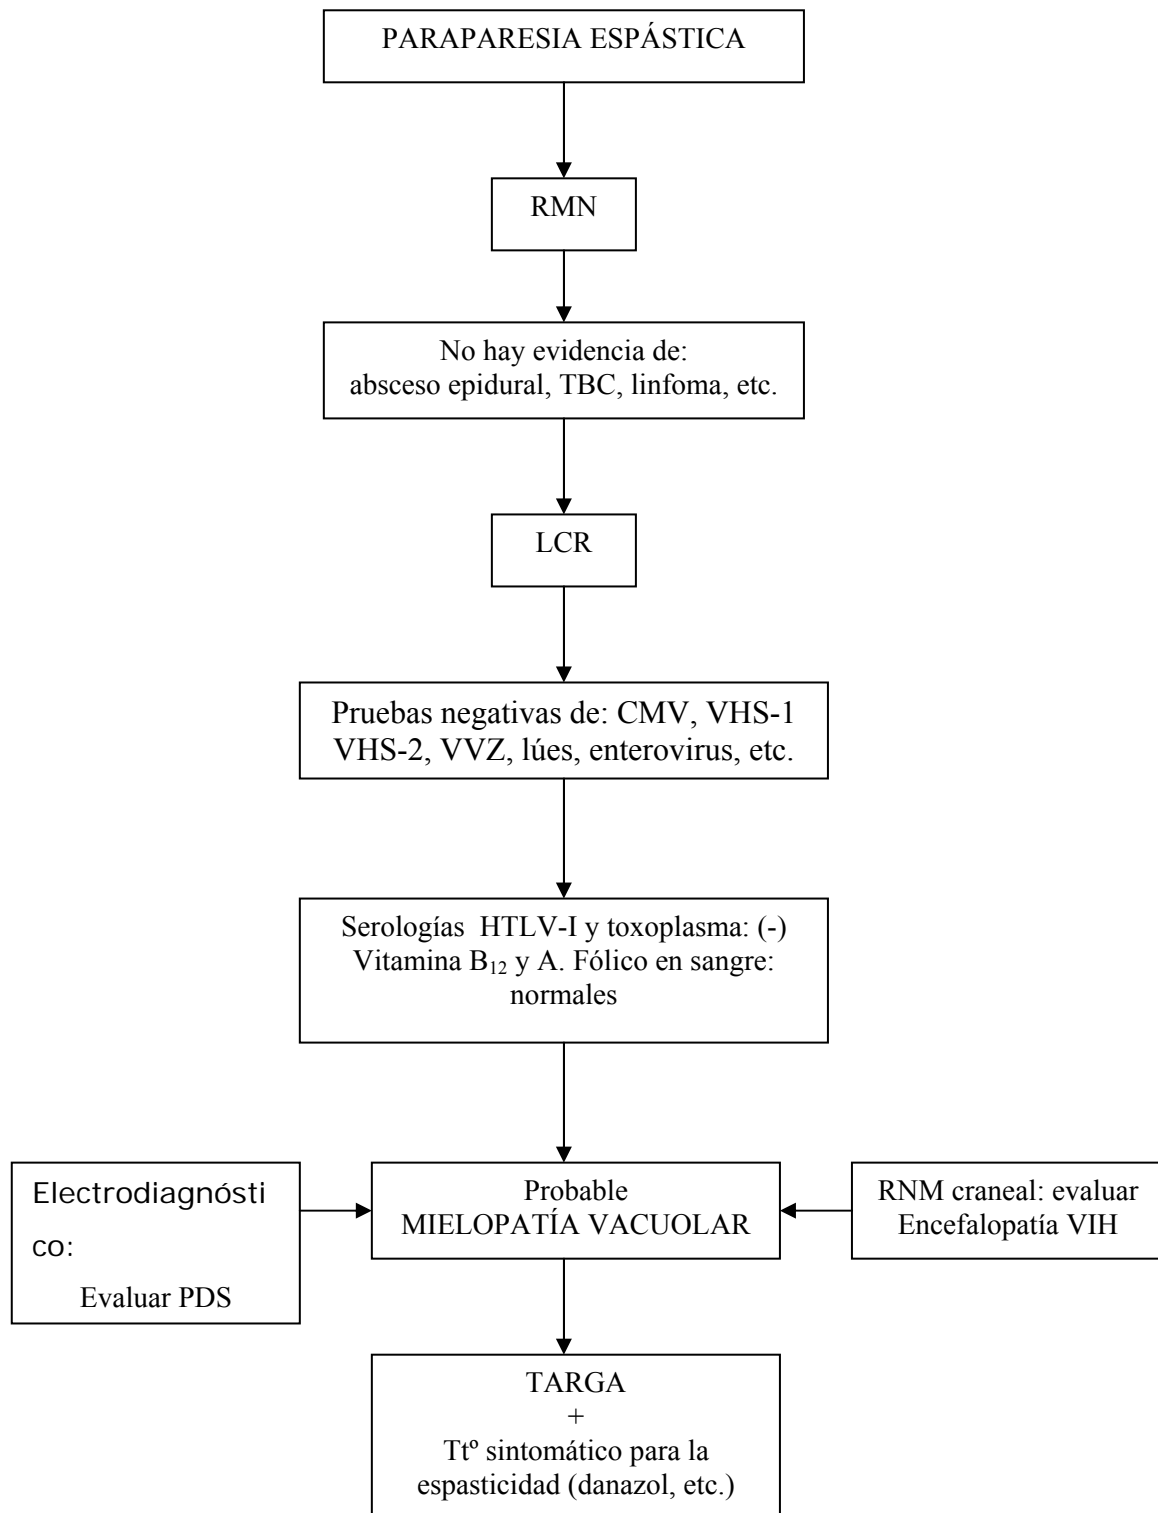 PARAPARESIA ESPÁSTICA
RMN
No hay evidencia de:
absceso epidural, TBC, linfoma, etc.
LCR
Pruebas negativas de: CMV, VHS-1
VHS-2, VVZ, lúes, enterovirus, etc.
Serologías HTLV-I y toxoplasma: (-)
Vitamina B₁₂ y A. Fólico en sangre:
normales
Electrodiagnósti
co:
Evaluar PDS
Probable
MIELOPATÍA VACUOLAR
RNM craneal: evaluar
Encefalopatía VIH
TARGA
+
Ttº sintomático para la
espasticidad (danazol, etc.)